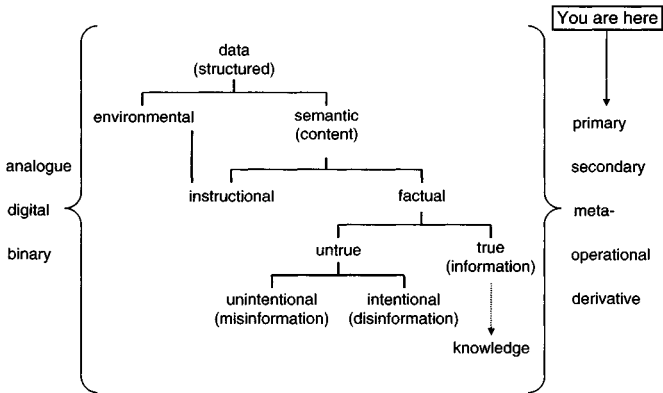 You are here
data
(structured)
environmental
semantic
(content)
primary
analogue
secondary
instructional
factual
digital
meta-
untrue
true
(information)
binary
operational
unintentional
(misinformation)
intentional
(disinformation)
derivative
knowledge